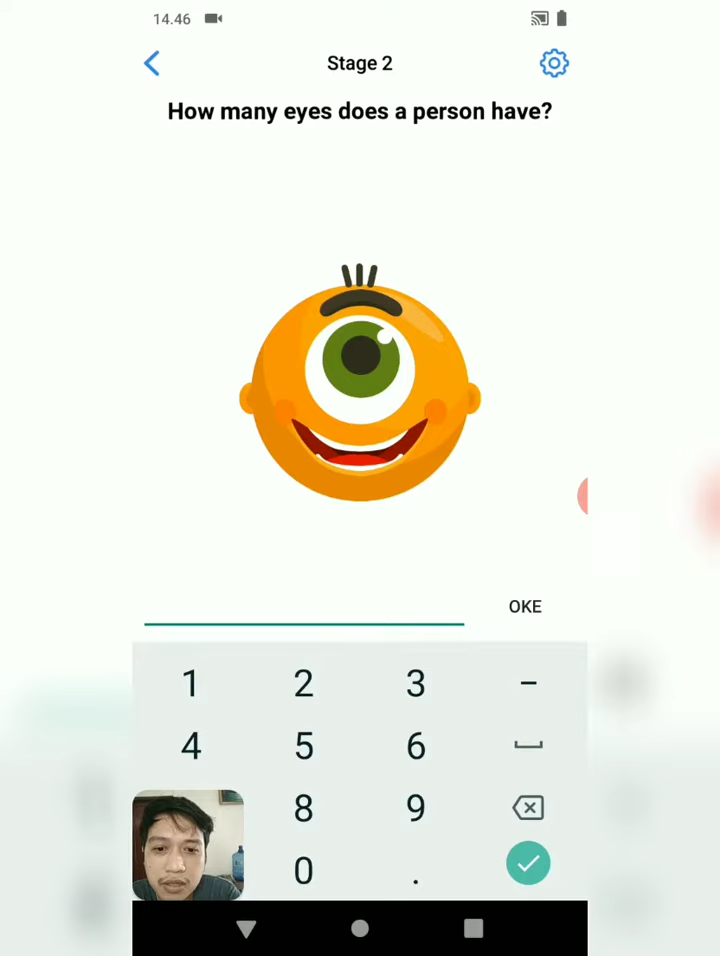 14.46
Stage 2
How many eyes does a person have?
OKE
1 2 3 –
4 5 6
8 9
0 .